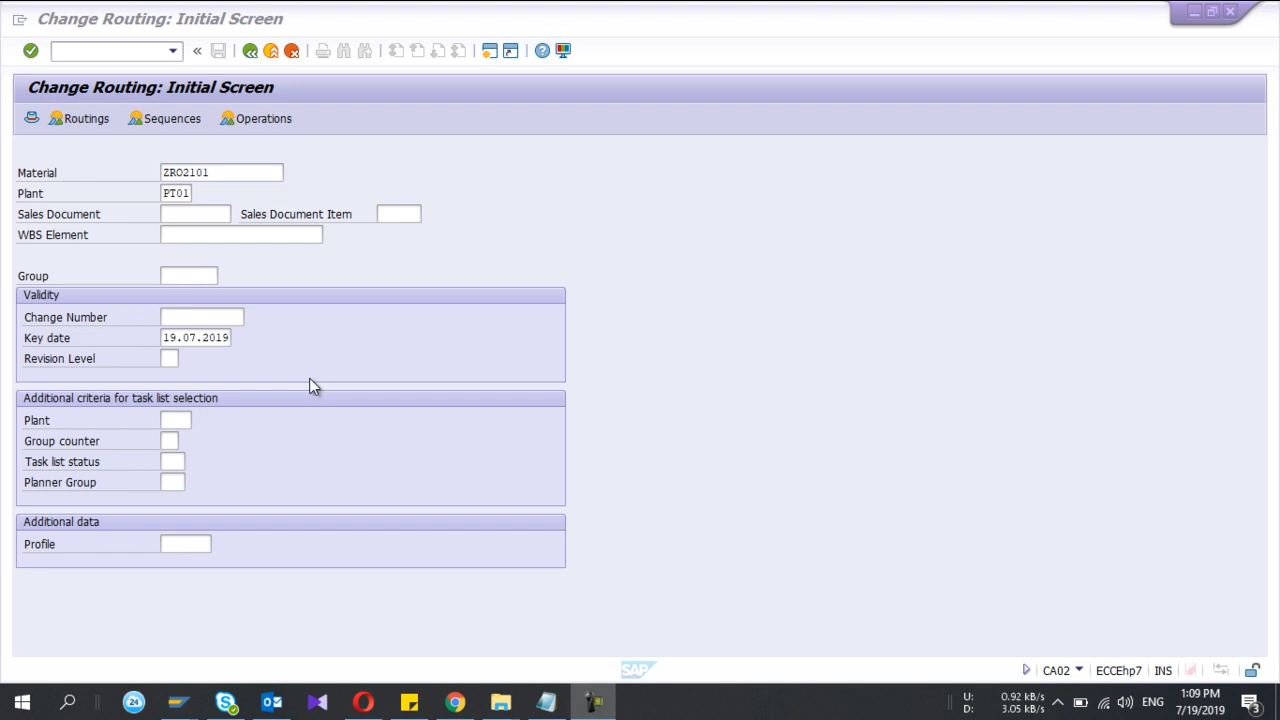 Change Routing: Initial Screen
Change Routing: Initial Screen
Routings Sequences Operations
Material ZRO2101
Plant PT01
Sales Document Sales Document Item
WBS Element
Group
Validity
Change Number
Key date 19.07.2019
Revision Level
Additional criteria for task list selection
Plant
Group counter
Task list status
Planner Group
Additional data
Profile
SAP
CA02 ECCEhp7 INS
24
U: 0.92 kB/s
D: 3.05 kB/s
ENG
1:09 PM
7/19/2019
3